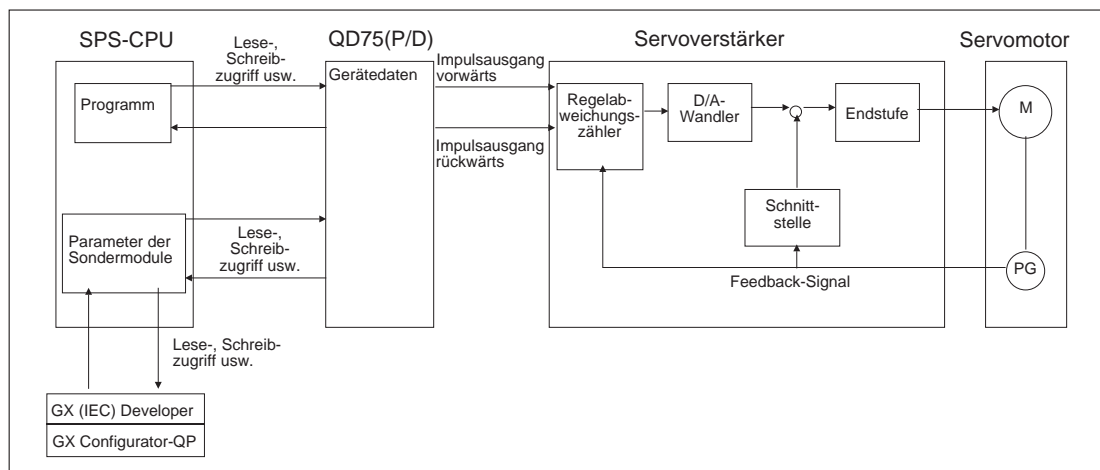 SPS-CPU
Lese-,
Schreib-
zugriff usw.
QD75(P/D)
Servoverstärker
Servomotor
Programm
Gerätedaten
Impulsausgang
vorwärts
Impulsausgang
rückwärts
Regelab-
weichungs-
zähler
D/A-
Wandler
Endstufe
M
Parameter der
Sondermodule
Lese-,
Schreib-
zugriff usw.
Schnitt-
stelle
Feedback-Signal
PG
Lese-, Schreib-
zugriff usw.
GX (IEC) Developer
GX Configurator-QP